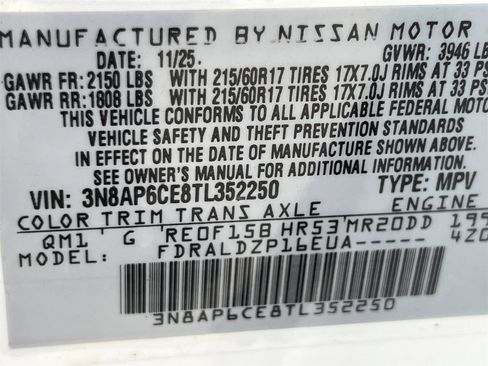 MANUFACTURED BY NISSAN MOTOR
DATE: 11/25. GVWR: 3946 LB
GAWR FR: 2150 LBS WITH 215/60R17 TIRES 17X7.0J RIMS AT 33 PS
GAWR RR: 1808 LBS WITH 215/60R17 TIRES 17X7.0J RIMS AT 33 PS
THIS VEHICLE CONFORMS TO ALL APPLICABLE FEDERAL MOTO
VEHICLE SAFETY AND THEFT PREVENTION STANDARDS
IN EFFECT ON THE DATE OF MANUFACTURE SHOWN ABOVE.
SEE OWNER'S MANUAL FOR ADDITIONAL INFORMATION.
VIN: 3N8AP6CE8TL352250 TYPE: MPV
COLOR TRIM TRANS AXLE ENGINE
QM1 G RE0F15B HR53 MR20DD 199
MODEL: FDRALDZP16EUA----- 4Z0
3N8AP6CE8TL352250